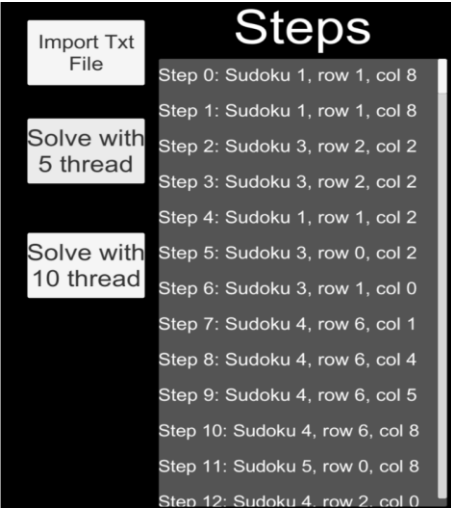 Import Txt
File
Solve with
5 thread
Solve with
10 thread
Steps
Step 0: Sudoku 1, row 1, col 8
Step 1: Sudoku 1, row 1, col 8
Step 2: Sudoku 3, row 2, col 2
Step 3: Sudoku 3, row 2, col 2
Step 4: Sudoku 1, row 1, col 2
Step 5: Sudoku 3, row 0, col 2
Step 6: Sudoku 3, row 1, col 0
Step 7: Sudoku 4, row 6, col 1
Step 8: Sudoku 4, row 6, col 4
Step 9: Sudoku 4, row 6, col 5
Step 10: Sudoku 4, row 6, col 8
Step 11: Sudoku 5, row 0, col 8
Step 12: Sudoku 4, row 2, col 0